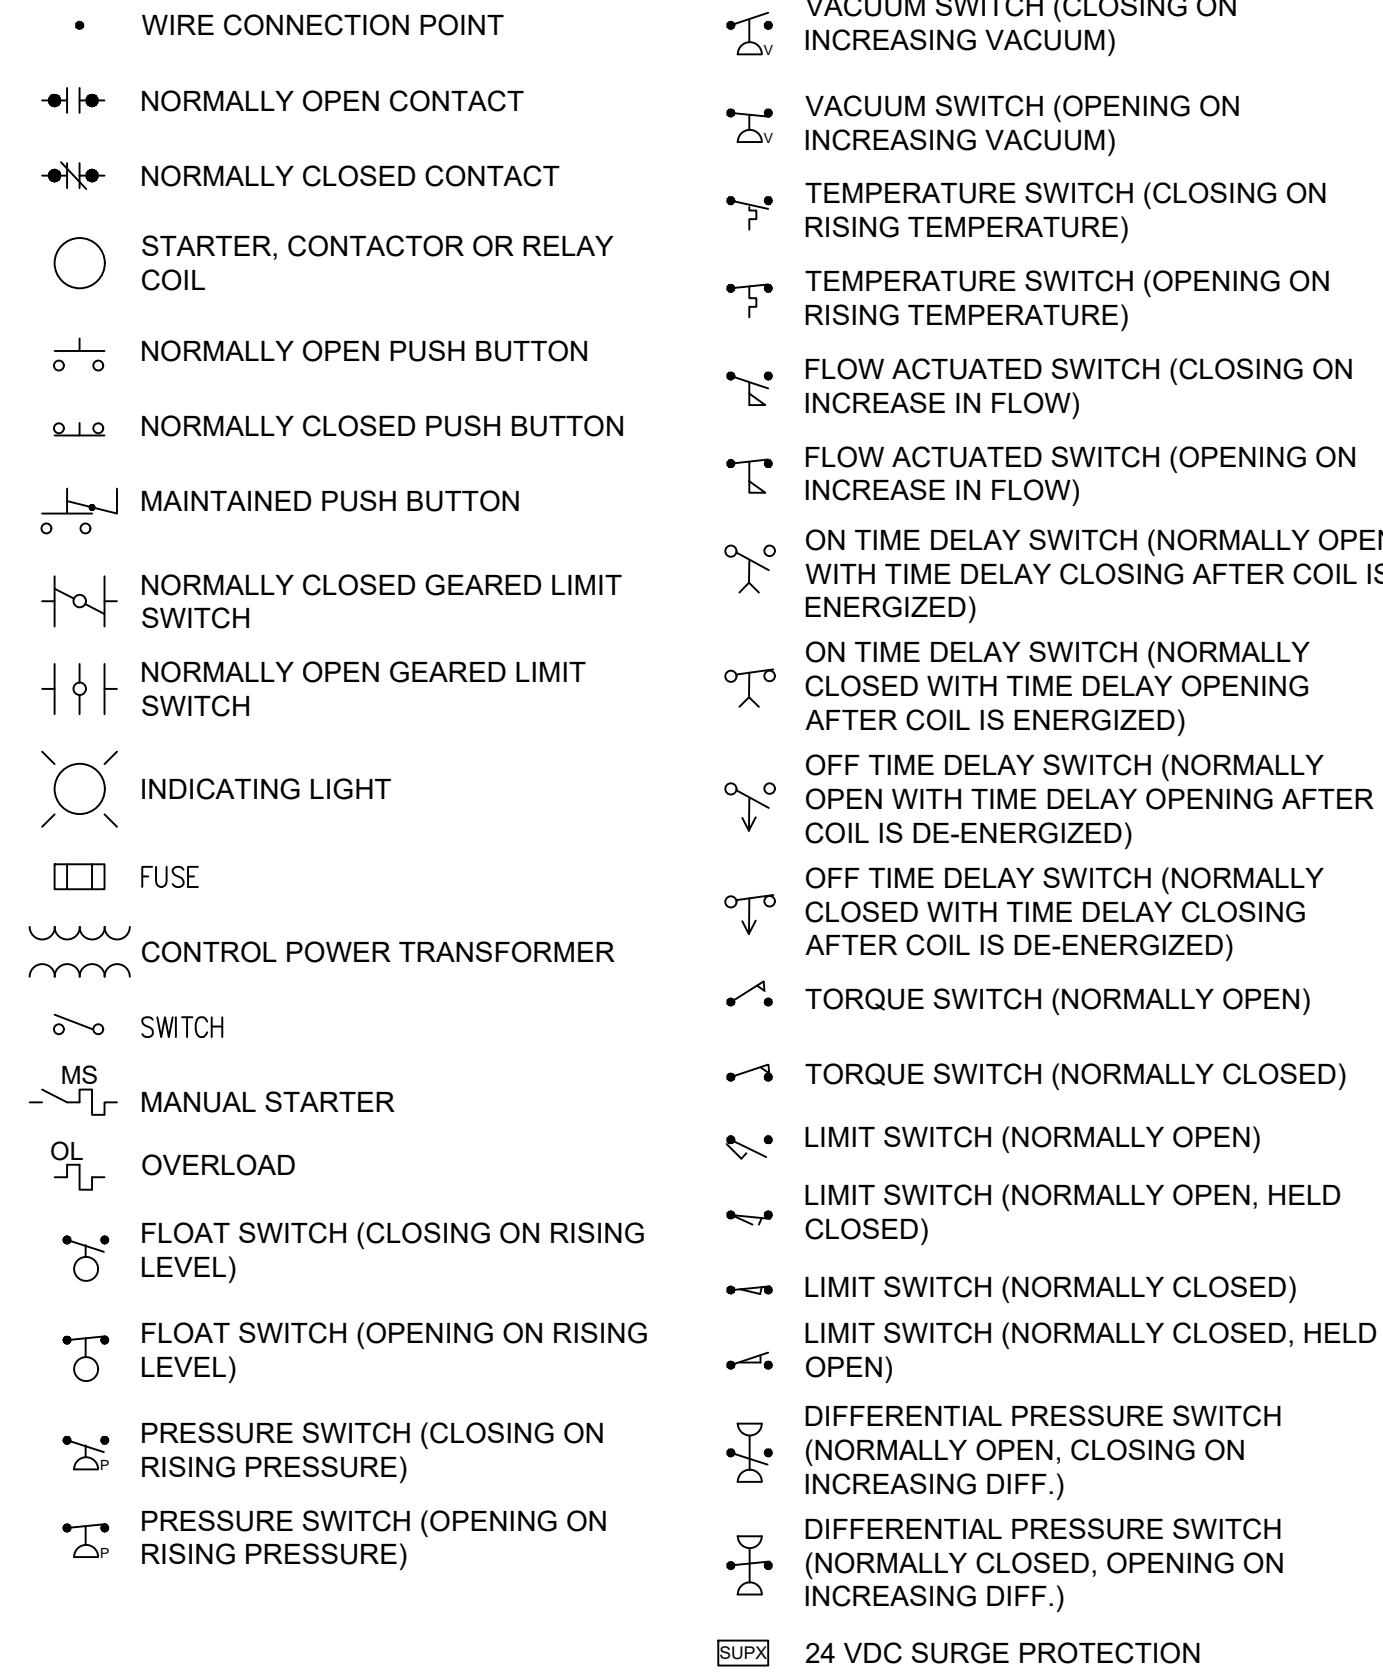 WIRE CONNECTION POINT
NORMALLY OPEN CONTACT
NORMALLY CLOSED CONTACT
STARTER, CONTACTOR OR RELAY
COIL
NORMALLY OPEN PUSH BUTTON
NORMALLY CLOSED PUSH BUTTON
MAINTAINED PUSH BUTTON
NORMALLY CLOSED GEARED LIMIT
SWITCH
NORMALLY OPEN GEARED LIMIT
SWITCH
INDICATING LIGHT
FUSE
CONTROL POWER TRANSFORMER
SWITCH
MS
MANUAL STARTER
OL
OVERLOAD
FLOAT SWITCH (CLOSING ON RISING
LEVEL)
FLOAT SWITCH (OPENING ON RISING
LEVEL)
PRESSURE SWITCH (CLOSING ON
P
RISING PRESSURE)
PRESSURE SWITCH (OPENING ON
P
RISING PRESSURE)
VACUUM SWITCH (CLOSING ON
V
INCREASING VACUUM)
VACUUM SWITCH (OPENING ON
V
INCREASING VACUUM)
TEMPERATURE SWITCH (CLOSING ON
RISING TEMPERATURE)
TEMPERATURE SWITCH (OPENING ON
RISING TEMPERATURE)
FLOW ACTUATED SWITCH (CLOSING ON
INCREASE IN FLOW)
FLOW ACTUATED SWITCH (OPENING ON
INCREASE IN FLOW)
ON TIME DELAY SWITCH (NORMALLY OPEN
WITH TIME DELAY CLOSING AFTER COIL IS
ENERGIZED)
ON TIME DELAY SWITCH (NORMALLY
CLOSED WITH TIME DELAY OPENING
AFTER COIL IS ENERGIZED)
OFF TIME DELAY SWITCH (NORMALLY
OPEN WITH TIME DELAY OPENING AFTER
COIL IS DE-ENERGIZED)
OFF TIME DELAY SWITCH (NORMALLY
CLOSED WITH TIME DELAY CLOSING
AFTER COIL IS DE-ENERGIZED)
TORQUE SWITCH (NORMALLY OPEN)
TORQUE SWITCH (NORMALLY CLOSED)
LIMIT SWITCH (NORMALLY OPEN)
LIMIT SWITCH (NORMALLY OPEN, HELD
CLOSED)
LIMIT SWITCH (NORMALLY CLOSED)
LIMIT SWITCH (NORMALLY CLOSED, HELD
OPEN)
DIFFERENTIAL PRESSURE SWITCH
(NORMALLY OPEN, CLOSING ON
INCREASING DIFF.)
DIFFERENTIAL PRESSURE SWITCH
(NORMALLY CLOSED, OPENING ON
INCREASING DIFF.)
SUPX
24 VDC SURGE PROTECTION